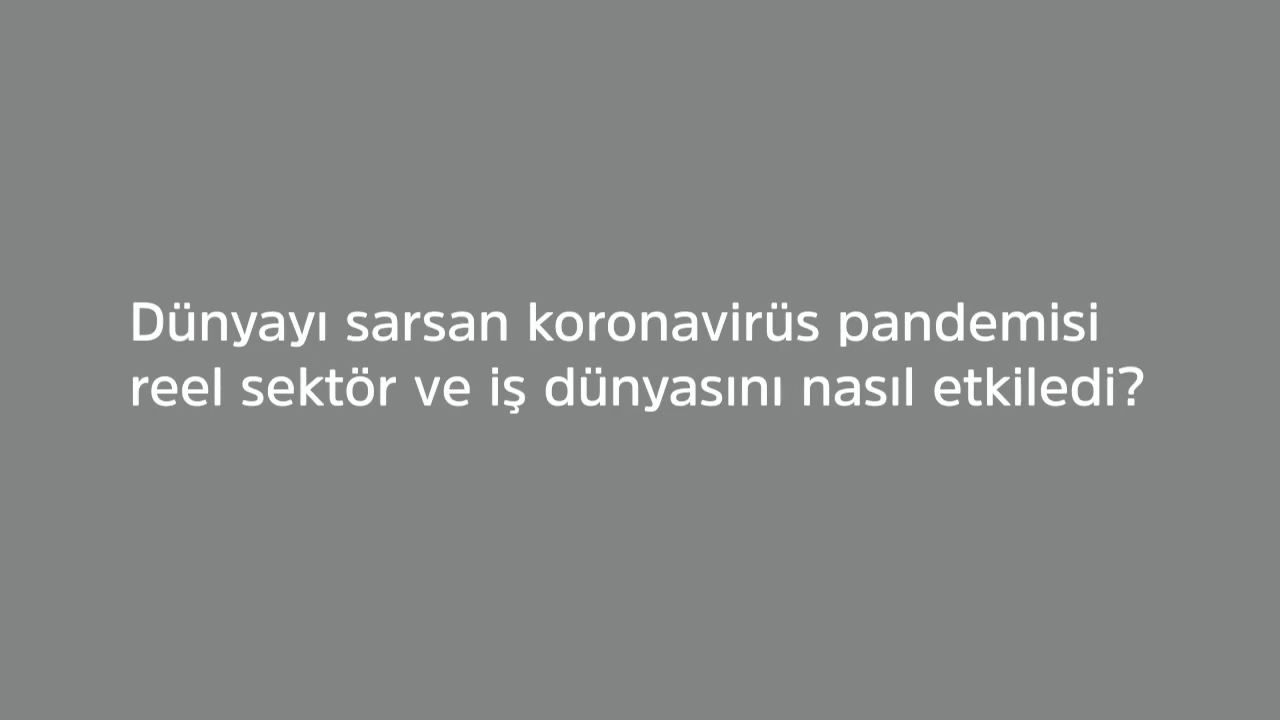 Dünyayı sarsan koronavirüs pandemisi
reel sektör ve iş dünyasını nasıl etkiledi?